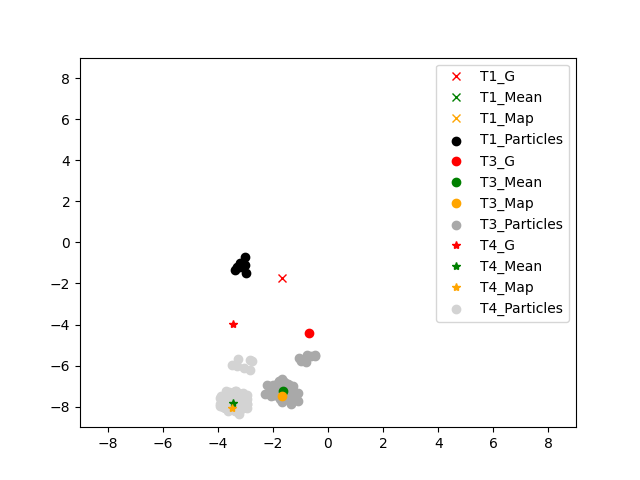 8
6
4
2
0
−2
−4
−6
−8
−8
−6
−4
−2
0
2
4
6
8
T1_G
T1_Mean
T1_Map
T1_Particles
T3_G
T3_Mean
T3_Map
T3_Particles
T4_G
T4_Mean
T4_Map
T4_Particles